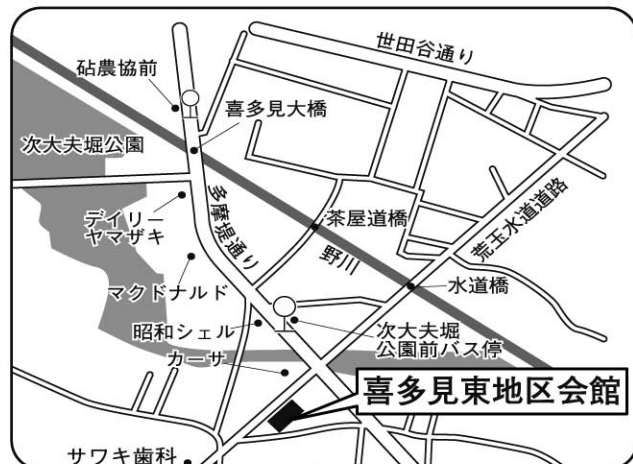 世田谷通り
砧農協前
喜多見大橋
次大夫堀公園
多摩堤通り
デイリー
ヤマザキ
茶屋道橋
野川
荒玉水道道路
マクドナルド
水道橋
昭和シェル
次大夫堀
公園前バス停
カーサ
喜多見東地区会館
サワキ歯科